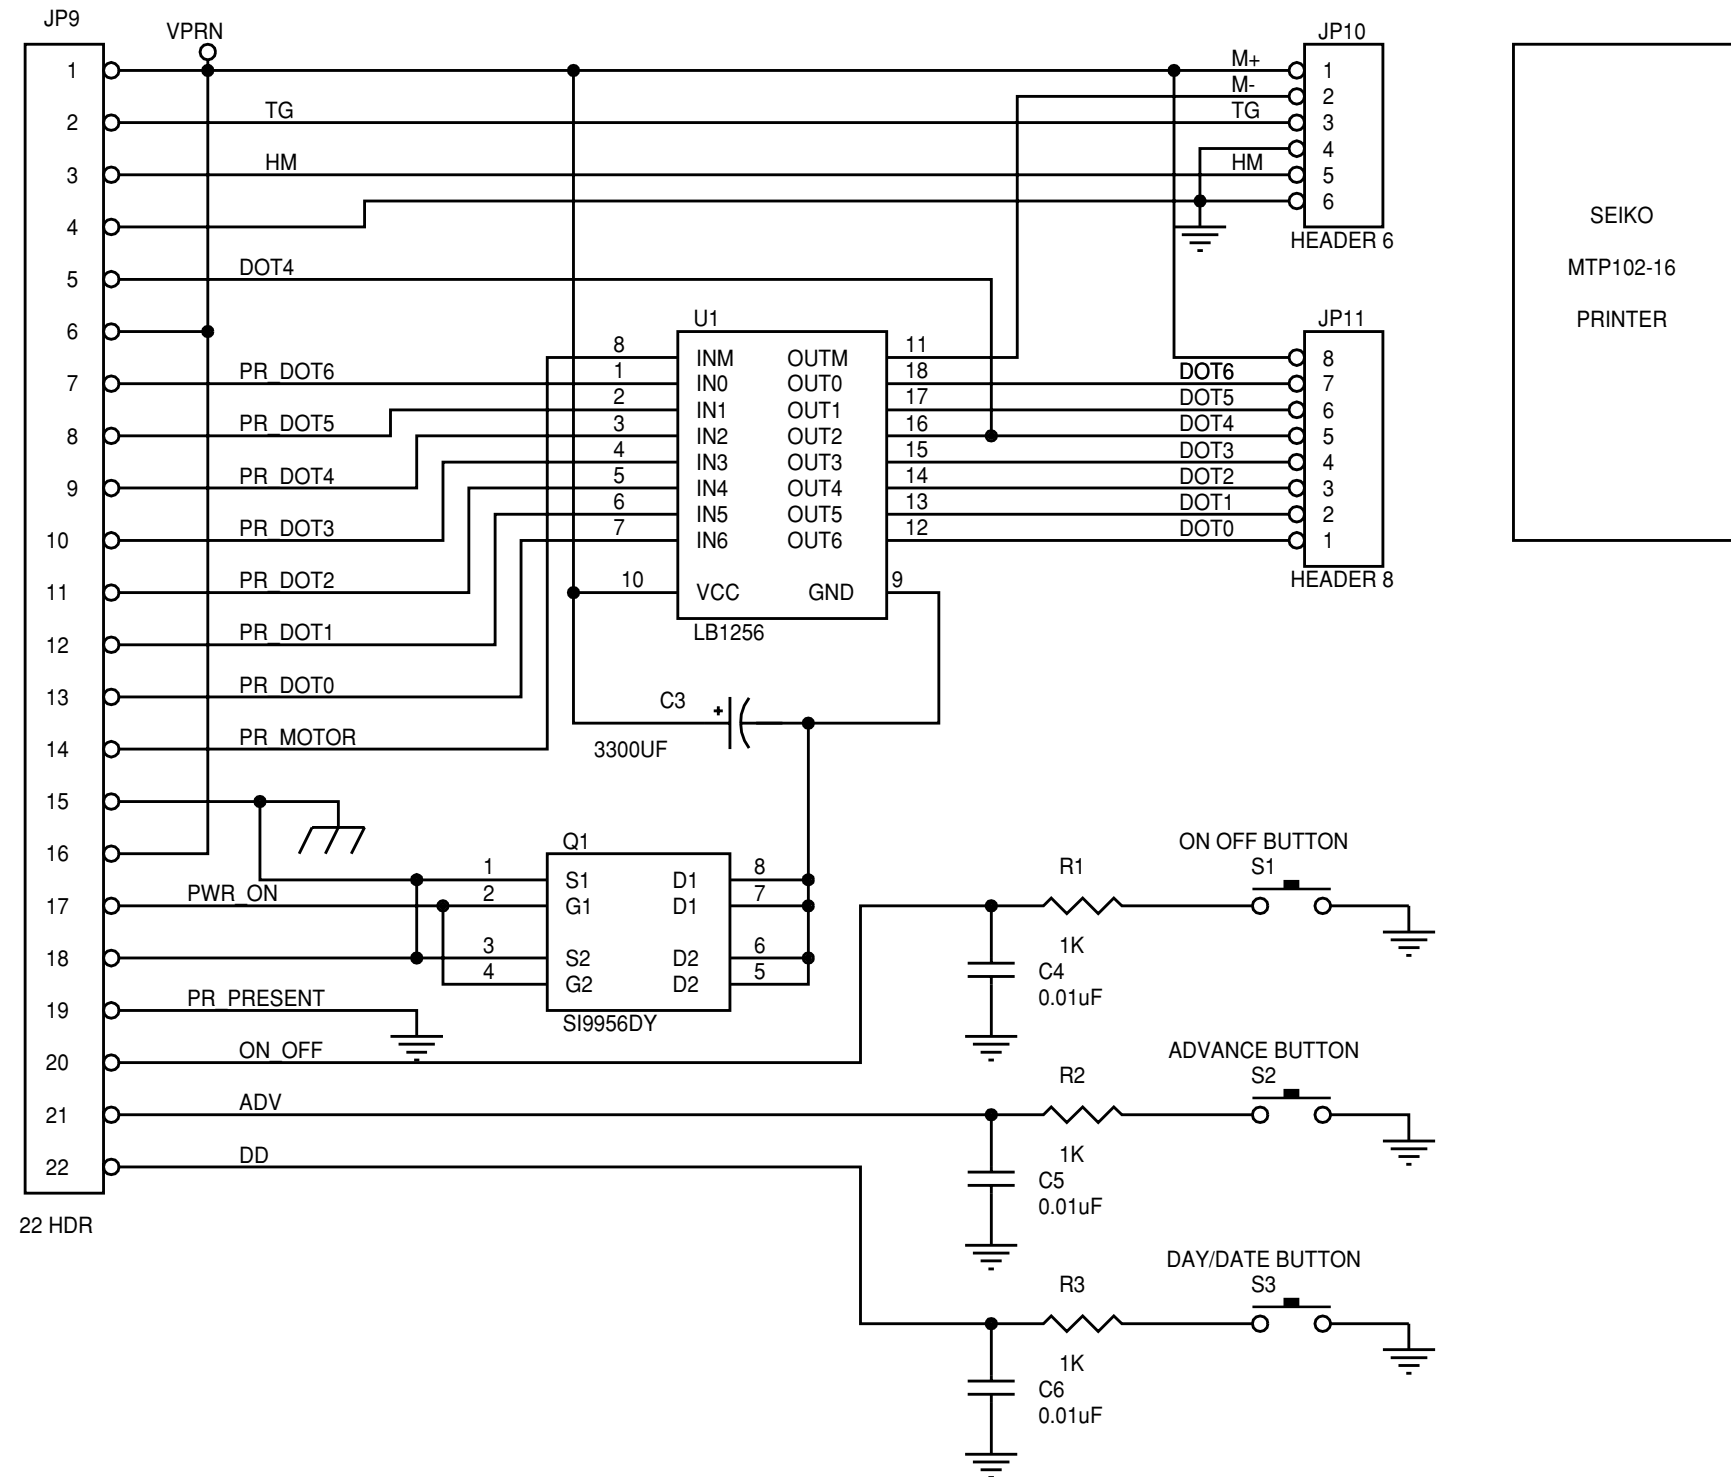 JP9
VPRN
1
2
3
4
5
6
7
8
9
10
11
12
13
14
15
16
17
18
19
20
21
22
22 HDR
TG
HM
DOT4
PR_DOT6
PR_DOT5
PR_DOT4
PR_DOT3
PR_DOT2
PR_DOT1
PR_DOT0
PR_MOTOR
PWR_ON
PR_PRESENT
ON_OFF
ADV
DD
U1
8 INM OUTM 11
1 IN0 OUT0 18
2 IN1 OUT1 17
3 IN2 OUT2 16
4 IN3 OUT3 15
5 IN4 OUT4 14
6 IN5 OUT5 13
7 IN6 OUT6 12
10 VCC GND 9
LB1256
C3
+
3300UF
Q1
1 S1 D1 8
2 G1 D1 7
3 S2 D2 6
4 G2 D2 5
SI9956DY
JP10
M+ 1
M- 2
TG 3
4
HM 5
6
HEADER 6
JP11
8
DOT6 7
DOT5 6
DOT4 5
DOT3 4
DOT2 3
DOT1 2
DOT0 1
HEADER 8
SEIKO
MTP102-16
PRINTER
ON OFF BUTTON
R1
S1
1K
C4
0.01uF
ADVANCE BUTTON
R2
S2
1K
C5
0.01uF
DAY/DATE BUTTON
R3
S3
1K
C6
0.01uF